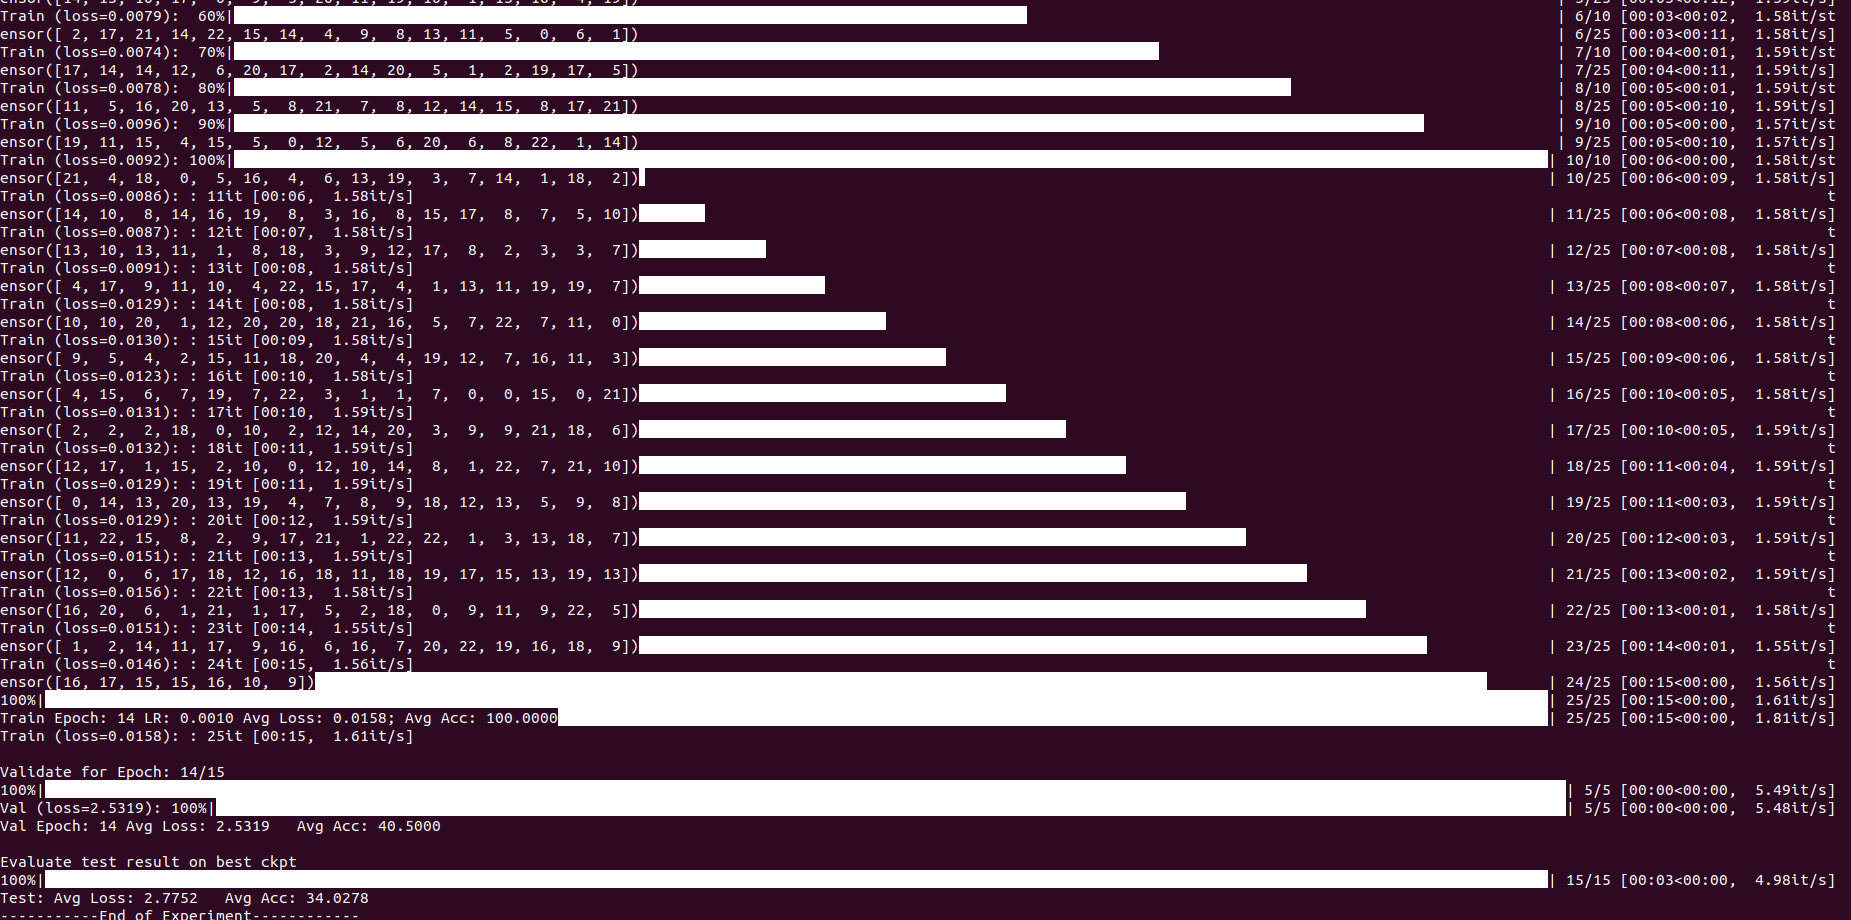 Train (loss=0.0079):  60%| | 6/10 [00:03<00:02,  1.58it/st
ensor([ 2, 17, 21, 14, 22, 15, 14,  4,  9,  8, 13, 11,  5,  0,  6,  1]) | 6/25 [00:03<00:11,  1.58it/s]
Train (loss=0.0074):  70%| | 7/10 [00:04<00:01,  1.59it/st
ensor([17, 14, 14, 12,  6, 20, 17,  2, 14, 20,  5,  1,  2, 19, 17,  5]) | 7/25 [00:04<00:11,  1.59it/s]
Train (loss=0.0078):  80%| | 8/10 [00:05<00:01,  1.59it/st
ensor([11,  5, 16, 20, 13,  5,  8, 21,  7,  8, 12, 14, 15,  8, 17, 21]) | 8/25 [00:05<00:10,  1.59it/s]
Train (loss=0.0096):  90%| | 9/10 [00:05<00:00,  1.57it/st
ensor([19, 11, 15,  4, 15,  5,  0, 12,  5,  6, 20,  6,  8, 22,  1, 14]) | 9/25 [00:05<00:10,  1.57it/s]
Train (loss=0.0092): 100%| | 10/10 [00:06<00:00,  1.58it/st
ensor([21,  4, 18,  0,  5, 16,  4,  6, 13, 19,  3,  7, 14,  1, 18,  2]) | 10/25 [00:06<00:09,  1.58it/s]
Train (loss=0.0086): : 11it [00:06,  1.58it/s] t
ensor([14, 10,  8, 14, 16, 19,  8,  3, 16,  8, 15, 17,  8,  7,  5, 10]) | 11/25 [00:06<00:08,  1.58it/s]
Train (loss=0.0087): : 12it [00:07,  1.58it/s] t
ensor([13, 10, 13, 11,  1,  8, 18,  3,  9, 12, 17,  8,  2,  3,  3,  7]) | 12/25 [00:07<00:08,  1.58it/s]
Train (loss=0.0091): : 13it [00:08,  1.58it/s] t
ensor([ 4, 17,  9, 11, 10,  4, 22, 15, 17,  4,  1, 13, 11, 19, 19,  7]) | 13/25 [00:08<00:07,  1.58it/s]
Train (loss=0.0129): : 14it [00:08,  1.58it/s] t
ensor([10, 10, 20,  1, 12, 20, 20, 18, 21, 16,  5,  7, 22,  7, 11,  0]) | 14/25 [00:08<00:06,  1.58it/s]
Train (loss=0.0130): : 15it [00:09,  1.58it/s] t
ensor([ 9,  5,  4,  2, 15, 11, 18, 20,  4,  4, 19, 12,  7, 16, 11,  3]) | 15/25 [00:09<00:06,  1.58it/s]
Train (loss=0.0123): : 16it [00:10,  1.58it/s] t
ensor([ 4, 15,  6,  7, 19,  7, 22,  3,  1,  1,  7,  0,  0, 15,  0, 21]) | 16/25 [00:10<00:05,  1.58it/s]
Train (loss=0.0131): : 17it [00:10,  1.59it/s] t
ensor([ 2,  2,  2, 18,  0, 10,  2, 12, 14, 20,  3,  9,  9, 21, 18,  6]) | 17/25 [00:10<00:05,  1.59it/s]
Train (loss=0.0132): : 18it [00:11,  1.59it/s] t
ensor([12, 17,  1, 15,  2, 10,  0, 12, 10, 14,  8,  1, 22,  7, 21, 10]) | 18/25 [00:11<00:04,  1.59it/s]
Train (loss=0.0129): : 19it [00:11,  1.59it/s] t
ensor([ 0, 14, 13, 20, 13, 19,  4,  7,  8,  9, 18, 12, 13,  5,  9,  8]) | 19/25 [00:11<00:03,  1.59it/s]
Train (loss=0.0129): : 20it [00:12,  1.59it/s] t
ensor([11, 22, 15,  8,  2,  9, 17, 21,  1, 22, 22,  1,  3, 13, 18,  7]) | 20/25 [00:12<00:03,  1.59it/s]
Train (loss=0.0151): : 21it [00:13,  1.59it/s] t
ensor([12,  0,  6, 17, 18, 12, 16, 18, 11, 18, 19, 17, 15, 13, 19, 13]) | 21/25 [00:13<00:02,  1.59it/s]
Train (loss=0.0156): : 22it [00:13,  1.58it/s] t
ensor([16, 20,  6,  1, 21,  1, 17,  5,  2, 18,  0,  9, 11,  9, 22,  5]) | 22/25 [00:13<00:01,  1.58it/s]
Train (loss=0.0151): : 23it [00:14,  1.55it/s] t
ensor([ 1,  2, 14, 11, 17,  9, 16,  6, 16,  7, 20, 22, 19, 16, 18,  9]) | 23/25 [00:14<00:01,  1.55it/s]
Train (loss=0.0146): : 24it [00:15,  1.56it/s] t
ensor([16, 17, 15, 15, 16, 10,  9]) | 24/25 [00:15<00:00,  1.56it/s]
100%| | 25/25 [00:15<00:00,  1.61it/s]
Train Epoch: 14 LR: 0.0010 Avg Loss: 0.0158; Avg Acc: 100.0000 | 25/25 [00:15<00:00,  1.81it/s]
Train (loss=0.0158): : 25it [00:15,  1.61it/s]
Validate for Epoch: 14/15
100%| | 5/5 [00:00<00:00,  5.49it/s]
Val (loss=2.5319): 100%| | 5/5 [00:00<00:00,  5.48it/s]
Val Epoch: 14 Avg Loss: 2.5319   Avg Acc: 40.5000
Evaluate test result on best ckpt
100%| | 15/15 [00:03<00:00,  4.98it/s]
Test: Avg Loss: 2.7752   Avg Acc: 34.0278
-----------End of Experiment------------